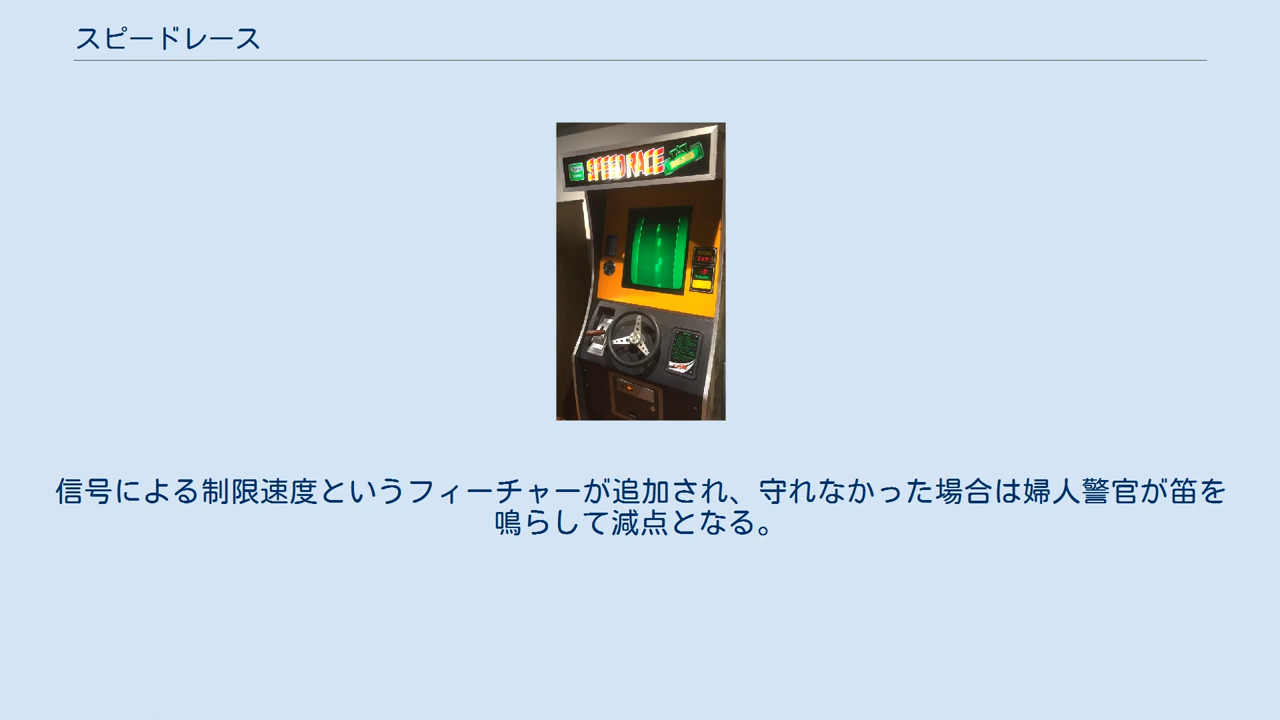 スピードレース
SPEED RACE
信号による制限速度というフィーチャーが追加され、守れなかった場合は婦人警官が笛を
鳴らして減点となる。